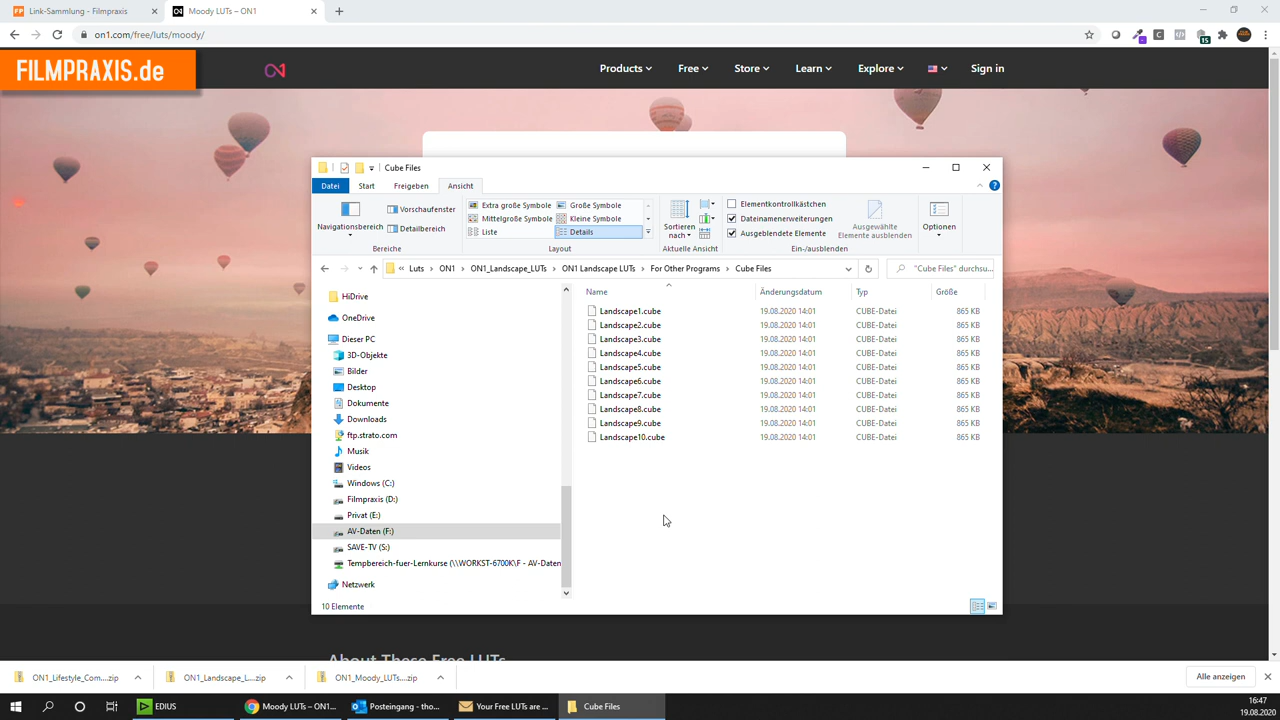 Link-Sammlung - Filmpraxis
Moody LUTs – ON1
on1.com/free/luts/moody/
15
FILMPRAXIS.de
Products
Free
Store
Learn
Explore
Sign in
Cube Files
Datei
Start
Freigeben
Ansicht
Navigationsbereich
Vorschaufenster
Detailbereich
Bereiche
Extra große Symbole
Große Symbole
Mittelgroße Symbole
Kleine Symbole
Liste
Details
Layout
Sortieren
nach
Aktuelle Ansicht
Elementkontrollkästchen
Dateinamenerweiterungen
Ausgeblendete Elemente
Ausgewählte
Elemente ausblenden
Ein-/ausblenden
Optionen
« Luts › ON1 › ON1_Landscape_LUTs › ON1 Landscape LUTs › For Other Programs › Cube Files
"Cube Files" durchsu...
HiDrive
OneDrive
Dieser PC
3D-Objekte
Bilder
Desktop
Dokumente
Downloads
ftp.strato.com
Musik
Videos
Windows (C:)
Filmpraxis (D:)
Privat (E:)
AV-Daten (F:)
SAVE-TV (S:)
Tempbereich-fuer-Lernkurse (\\WORKST-6700K\F - AV-Daten
Netzwerk
Name Änderungsdatum Typ Größe
Landscape1.cube 19.08.2020 14:01 CUBE-Datei 865 KB
Landscape2.cube 19.08.2020 14:01 CUBE-Datei 865 KB
Landscape3.cube 19.08.2020 14:01 CUBE-Datei 865 KB
Landscape4.cube 19.08.2020 14:01 CUBE-Datei 865 KB
Landscape5.cube 19.08.2020 14:01 CUBE-Datei 865 KB
Landscape6.cube 19.08.2020 14:01 CUBE-Datei 865 KB
Landscape7.cube 19.08.2020 14:01 CUBE-Datei 865 KB
Landscape8.cube 19.08.2020 14:01 CUBE-Datei 865 KB
Landscape9.cube 19.08.2020 14:01 CUBE-Datei 865 KB
Landscape10.cube 19.08.2020 14:01 CUBE-Datei 865 KB
10 Elemente
About These Free LUTs
ON1_Lifestyle_Com....zip
ON1_Landscape_L....zip
ON1_Moody_LUTs....zip
Alle anzeigen
EDIUS
Moody LUTs – ON1...
Posteingang - tho...
Your Free LUTs are ...
Cube Files
16:47
19.08.2020